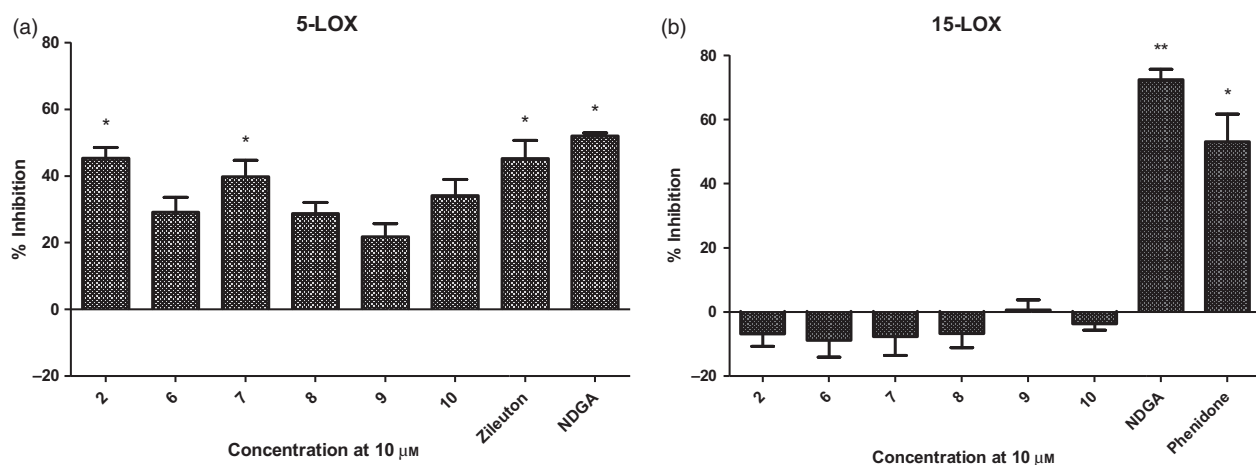 (a)
5-LOX
80
60
40
20
0
–20
% Inhibition
*
*
*
*
2
6
7
8
9
10
Zileuton
NDGA
Concentration at 10 μM
(b)
15-LOX
80
60
40
20
0
–20
% Inhibition
**
*
2
6
7
8
9
10
NDGA
Phenidone
Concentration at 10 μM